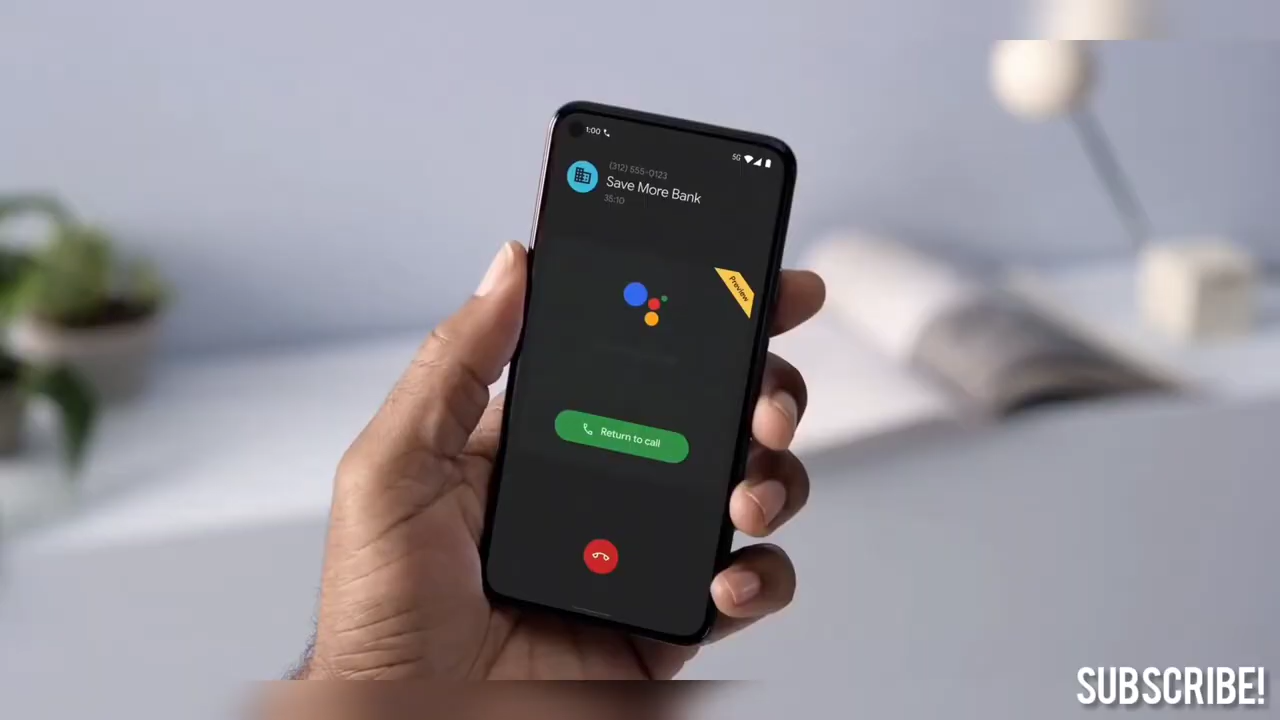 1:00
5G
(312) 555-0123
Save More Bank
35:10
Preview
Return to call
SUBSCRIBE!